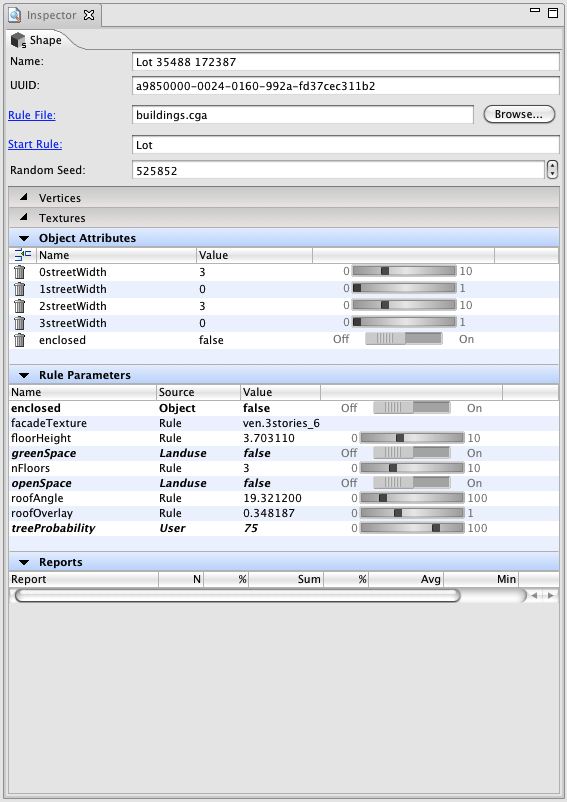 Inspector
Shape
Name: Lot 35488 172387
UUID: a9850000-0024-0160-992a-fd37cec311b2
Rule File: buildings.cga Browse...
Start Rule: Lot
Random Seed: 525852
Vertices
Textures
Object Attributes
Name Value
0streetWidth 3 0 10
1streetWidth 0 0 1
2streetWidth 3 0 10
3streetWidth 0 0 1
enclosed false Off On
Rule Parameters
Name Source Value
enclosed Object false Off On
facadeTexture Rule ven.3stories_6
floorHeight Rule 3.703110 0 10
greenSpace Landuse false Off On
nFloors Rule 3 0 10
openSpace Landuse false Off On
roofAngle Rule 19.321200 0 100
roofOverlay Rule 0.348187 0 1
treeProbability User 75 0 100
Reports
Report N % Sum % Avg Min